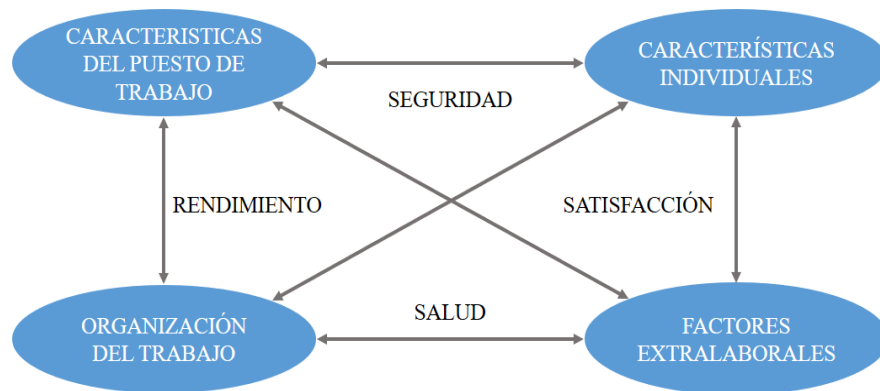 CARACTERISTICAS
DEL PUESTO DE
TRABAJO
CARACTERÍSTICAS
INDIVIDUALES
SEGURIDAD
RENDIMIENTO
SATISFACCIÓN
SALUD
ORGANIZACIÓN
DEL TRABAJO
FACTORES
EXTRALABORALES